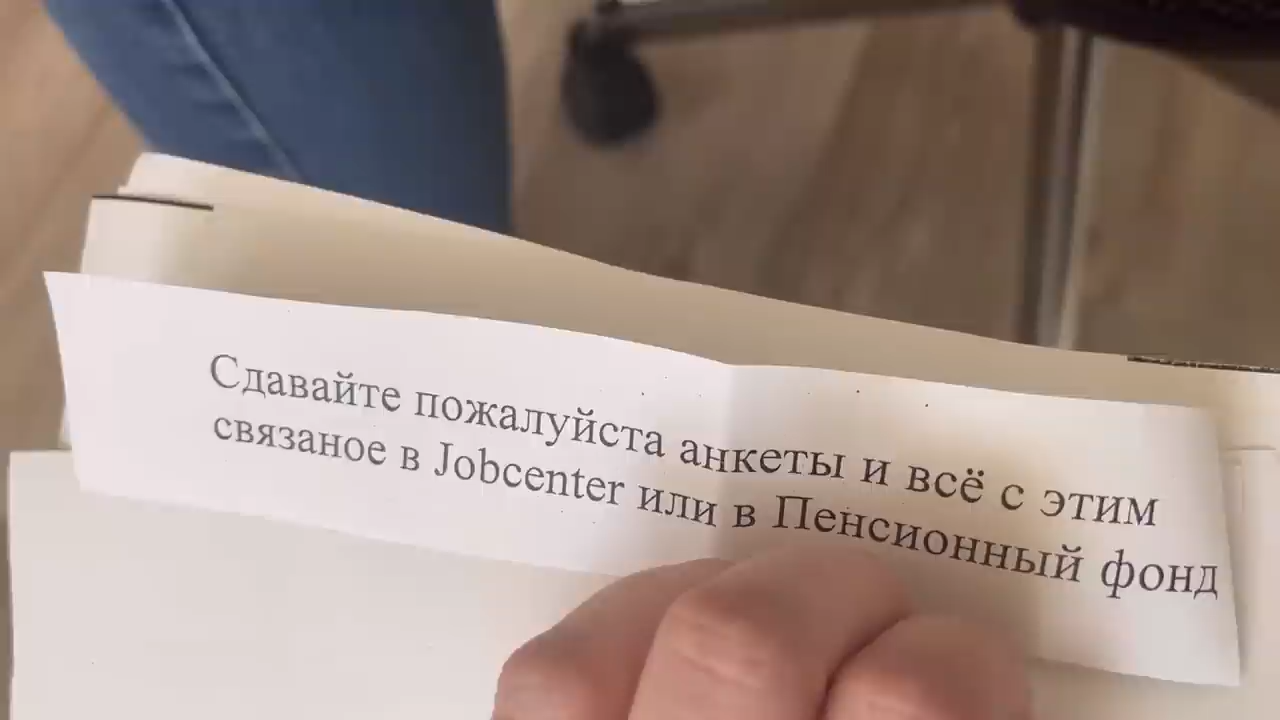 Сдавайте пожалуйста анкеты и всё с этим
связаное в Jobcenter или в Пенсионный фонд